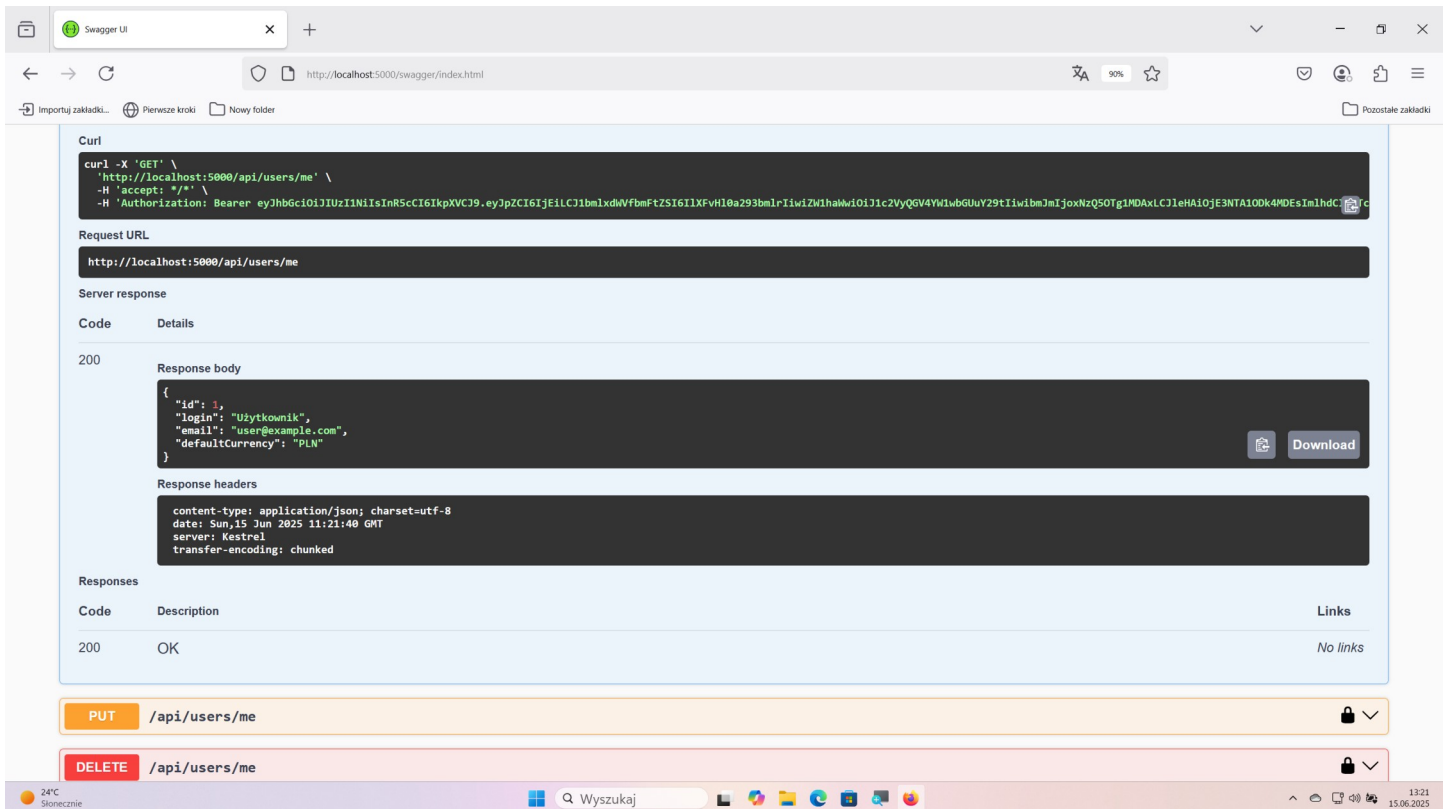 Swagger UI
http://localhost:5000/swagger/index.html
90%
Importuj zakładki...
Pierwsze kroki
Nowy folder
Pozostałe zakładki
Curl
curl -X 'GET' \
'http://localhost:5000/api/users/me' \
-H 'accept: */*' \
-H 'Authorization: Bearer
Request URL
http://localhost:5000/api/users/me
Server response
Code Details
200
Response body
{
"id": 1,
"login": "Użytkownik",
"email": "user@example.com",
"defaultCurrency": "PLN"
}
Download
Response headers
content-type: application/json; charset=utf-8
date: Sun,15 Jun 2025 11:21:40 GMT
server: Kestrel
transfer-encoding: chunked
Responses
Code Description Links
200 OK No links
PUT /api/users/me
DELETE /api/users/me
24°C
Słonecznie
Wyszukaj
13:21
15.06.2025